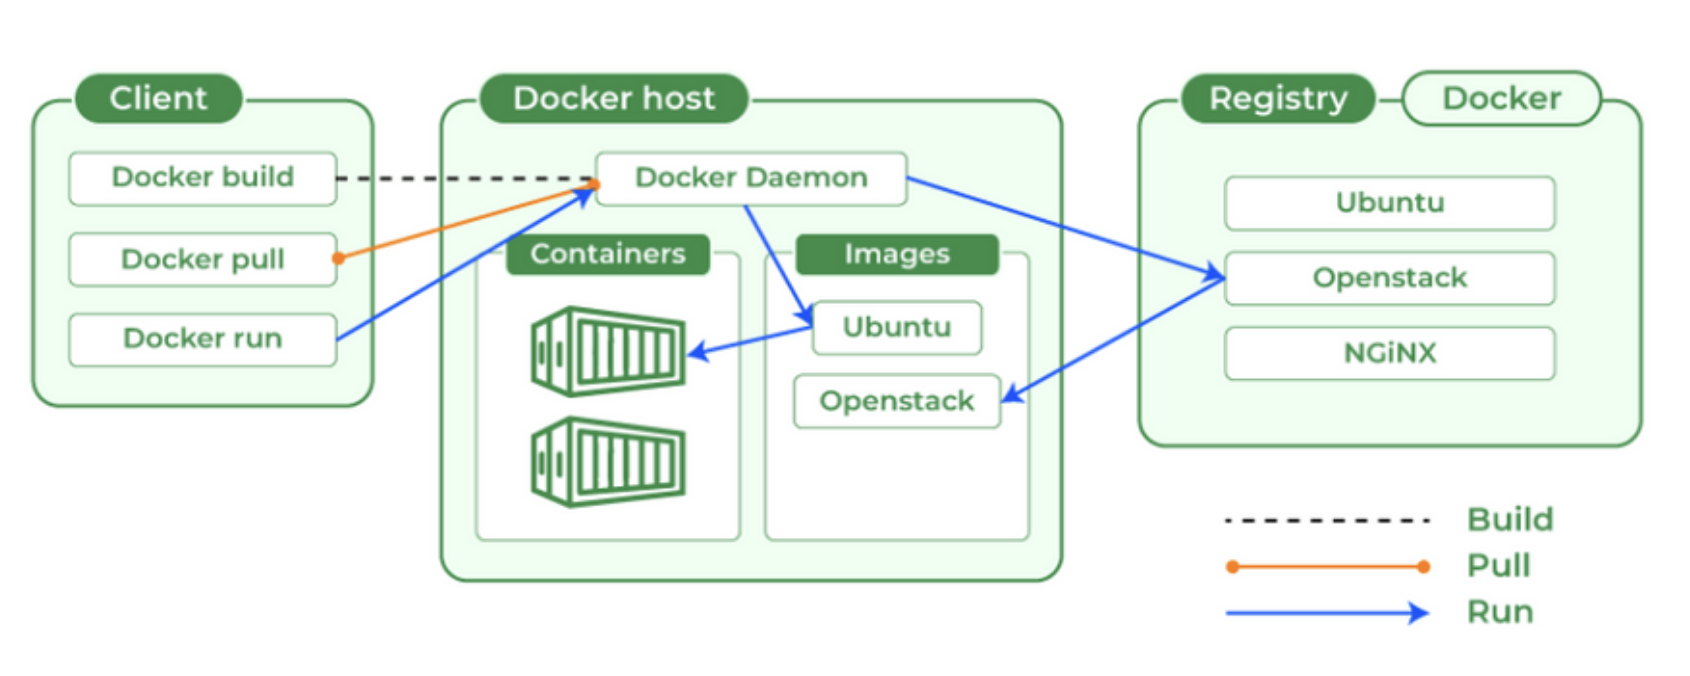 Client
Docker build
Docker pull
Docker run
Docker host
Docker Daemon
Containers
Images
Ubuntu
Openstack
Registry
Docker
Ubuntu
Openstack
NGiNX
Build
Pull
Run